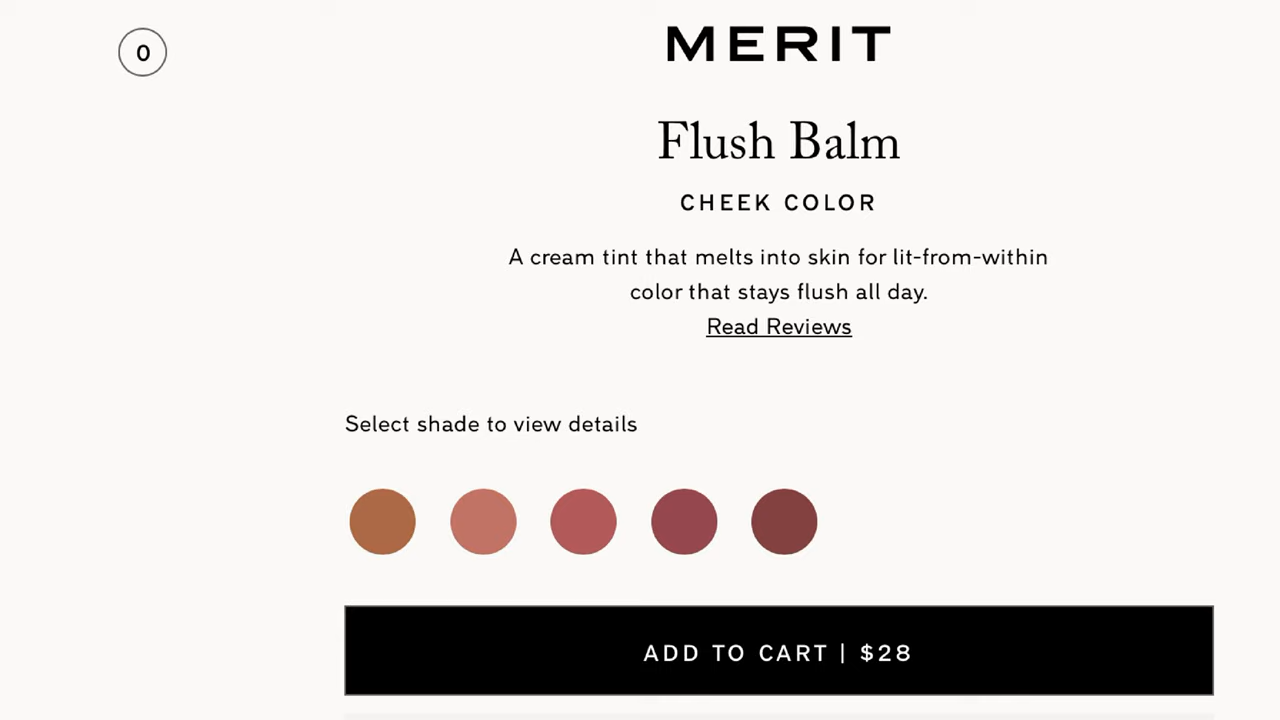 0
MERIT
Flush Balm
CHEEK COLOR
A cream tint that melts into skin for lit-from-within
color that stays flush all day.
Read Reviews
Select shade to view details
ADD TO CART | $28